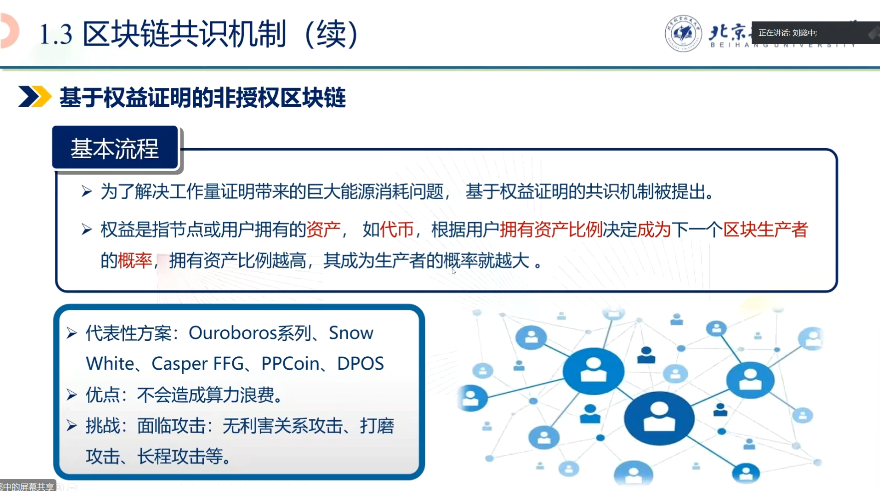 1.3 区块链共识机制（续）
北京
BEIHANG UNIVERSITY
正在讲话: 刘懿中;
基于权益证明的非授权区块链
基本流程
➢ 为了解决工作量证明带来的巨大能源消耗问题， 基于权益证明的共识机制被提出。
➢ 权益是指节点或用户拥有的资产， 如代币，根据用户拥有资产比例决定成为下一个区块生产者
的概率，拥有资产比例越高，其成为生产者的概率就越大 。
➢ 代表性方案：Ouroboros系列、Snow
White、Casper FFG、PPCoin、DPOS
➢ 优点：不会造成算力浪费。
➢ 挑战：面临攻击：无利害关系攻击、打磨
攻击、长程攻击等。
中的屏幕共享